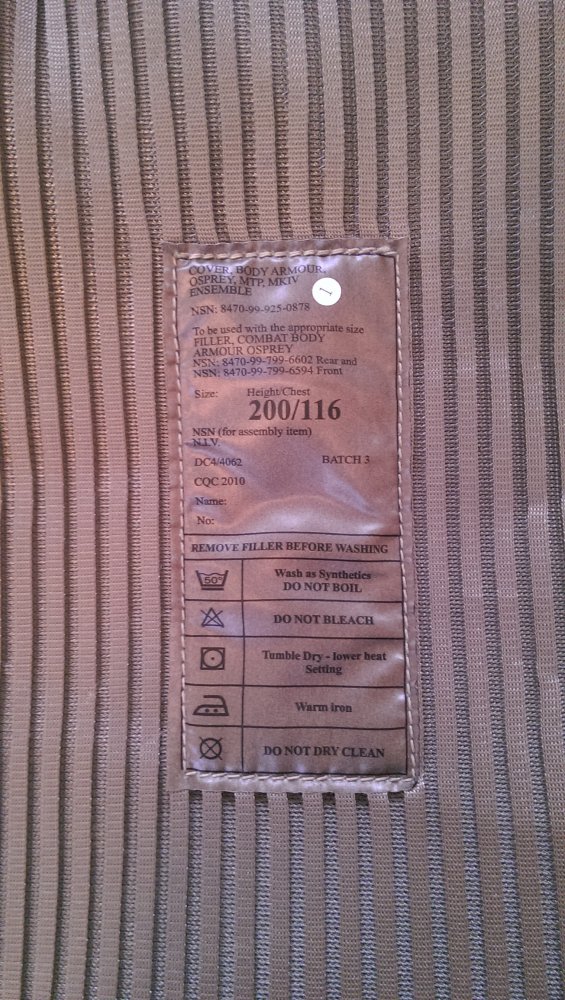 COVER, BODY ARMOUR,
OSPREY, MTP, MKIV
ENSEMBLE
1
NSN: 8470-99-925-0878
To be used with the appropriate size
FILLER, COMBAT BODY
ARMOUR OSPREY
NSN: 8470-99-799-6602 Rear and
NSN: 8470-99-799-6594 Front
Size: Height/Chest
200/116
NSN (for assembly item)
N.I.V.
DC4/4062 BATCH 3
CQC 2010
Name:
No:
REMOVE FILLER BEFORE WASHING
50° Wash as Synthetics
DO NOT BOIL
DO NOT BLEACH
Tumble Dry - lower heat
Setting
Warm iron
DO NOT DRY CLEAN